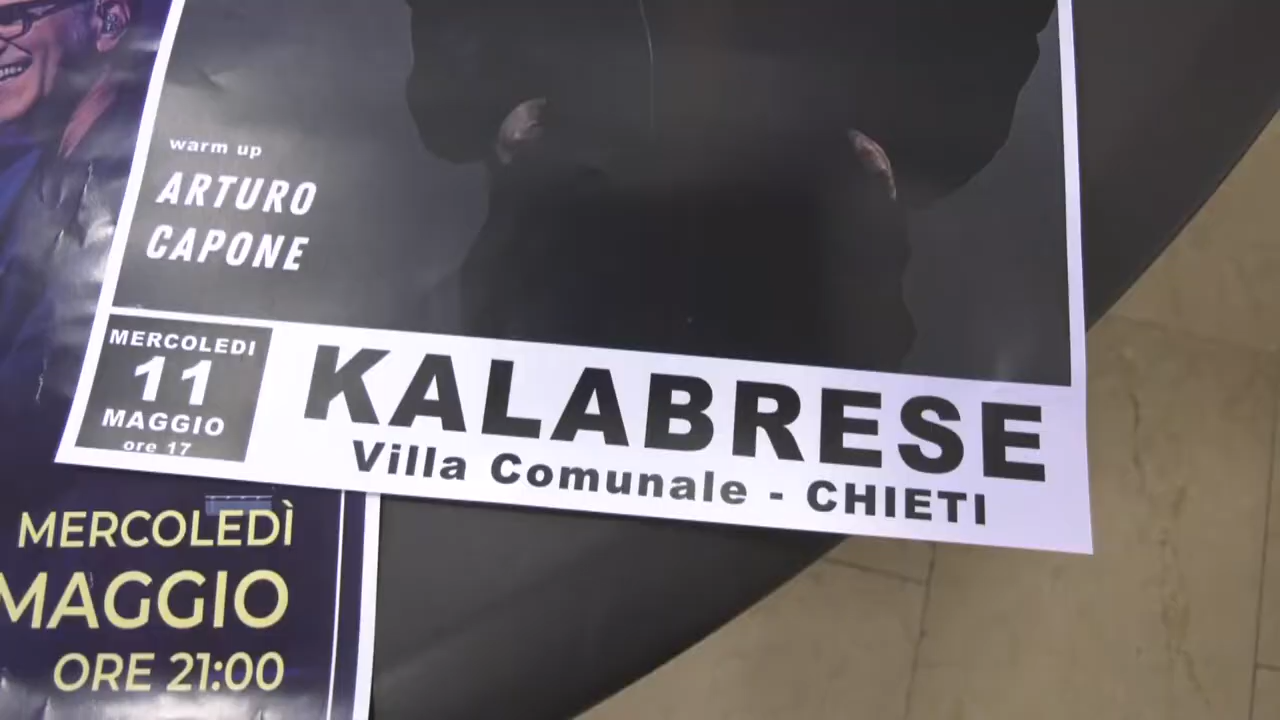 warm up
ARTURO
CAPONE
MERCOLEDI
11
MAGGIO
ore 17
KALABRESE
Villa Comunale - CHIETI
MERCOLEDÌ
MAGGIO
ORE 21:00